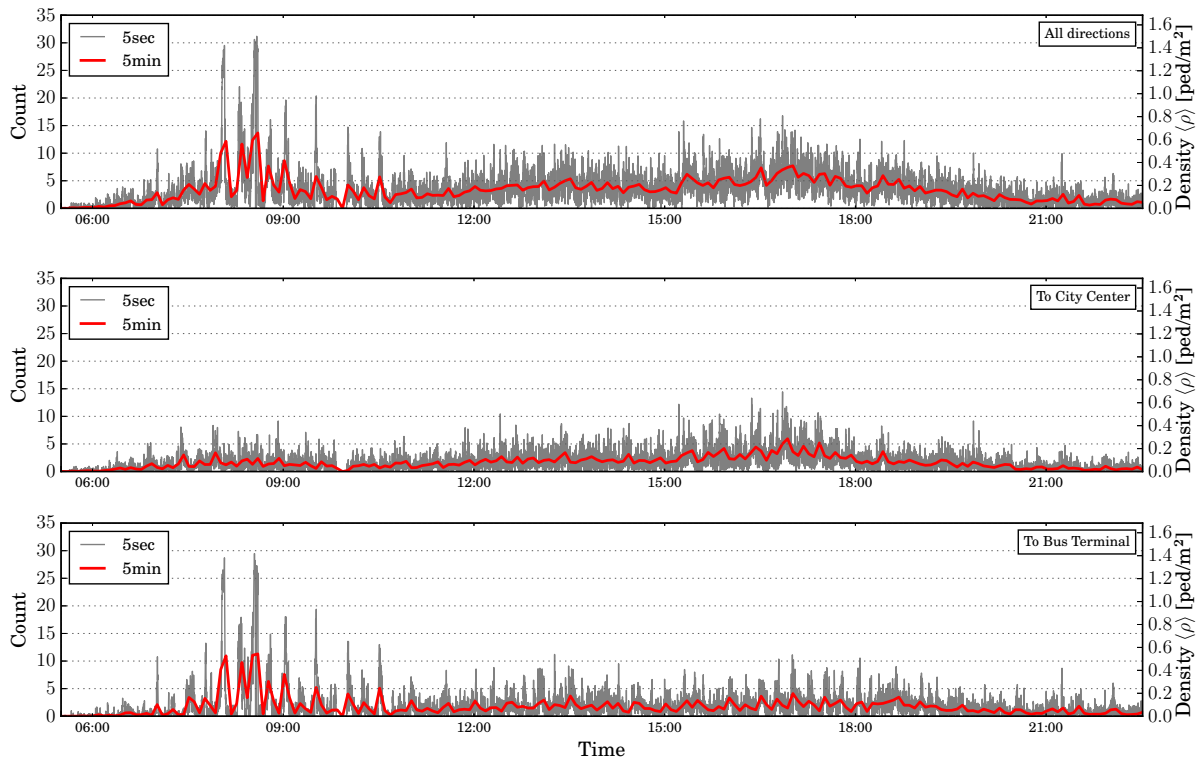 35
30
25
20
15
10
5
0
Count
5sec
5min
All directions
1.6
1.4
1.2
1.0
0.8
0.6
0.4
0.2
0.0
Density ⟨ρ⟩ [ped/m²]
06:00 09:00 12:00 15:00 18:00 21:00
35
30
25
20
15
10
5
0
Count
5sec
5min
To City Center
1.6
1.4
1.2
1.0
0.8
0.6
0.4
0.2
0.0
Density ⟨ρ⟩ [ped/m²]
06:00 09:00 12:00 15:00 18:00 21:00
35
30
25
20
15
10
5
0
Count
5sec
5min
To Bus Terminal
1.6
1.4
1.2
1.0
0.8
0.6
0.4
0.2
0.0
Density ⟨ρ⟩ [ped/m²]
06:00 09:00 12:00 15:00 18:00 21:00
Time